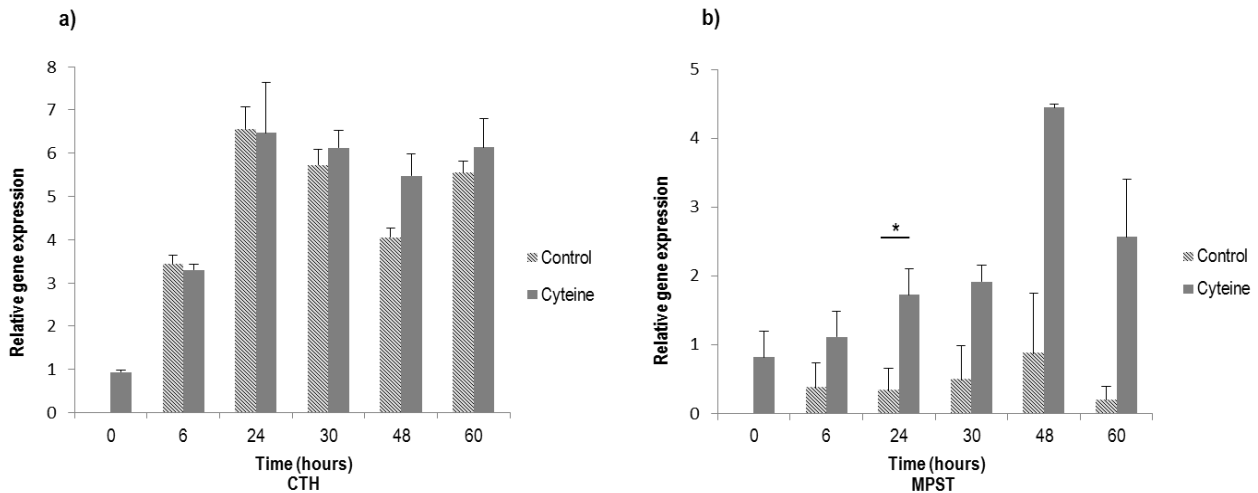 a)
Relative gene expression
8
7
6
5
4
3
2
1
0
0 6 24 30 48 60
Time (hours)
CTH
Control
Cyteine
b)
Relative gene expression
5
4
3
2
1
0
*
0 6 24 30 48 60
Time (hours)
MPST
Control
Cyteine